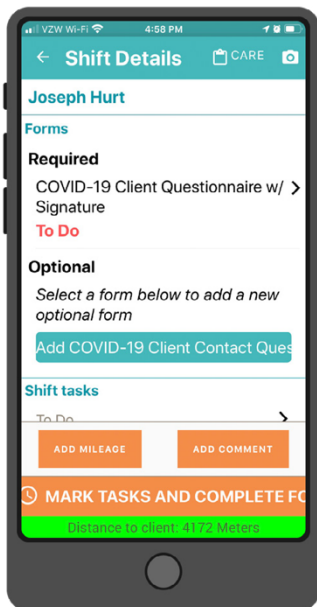 VZW Wi-Fi 4:58 PM
Shift Details CARE
Joseph Hurt
Forms
Required
COVID-19 Client Questionnaire w/
Signature
To Do
Optional
Select a form below to add a new
optional form
Add COVID-19 Client Contact Ques
Shift tasks
To Do
ADD MILEAGE ADD COMMENT
MARK TASKS AND COMPLETE FO
Distance to client: 4172 Meters